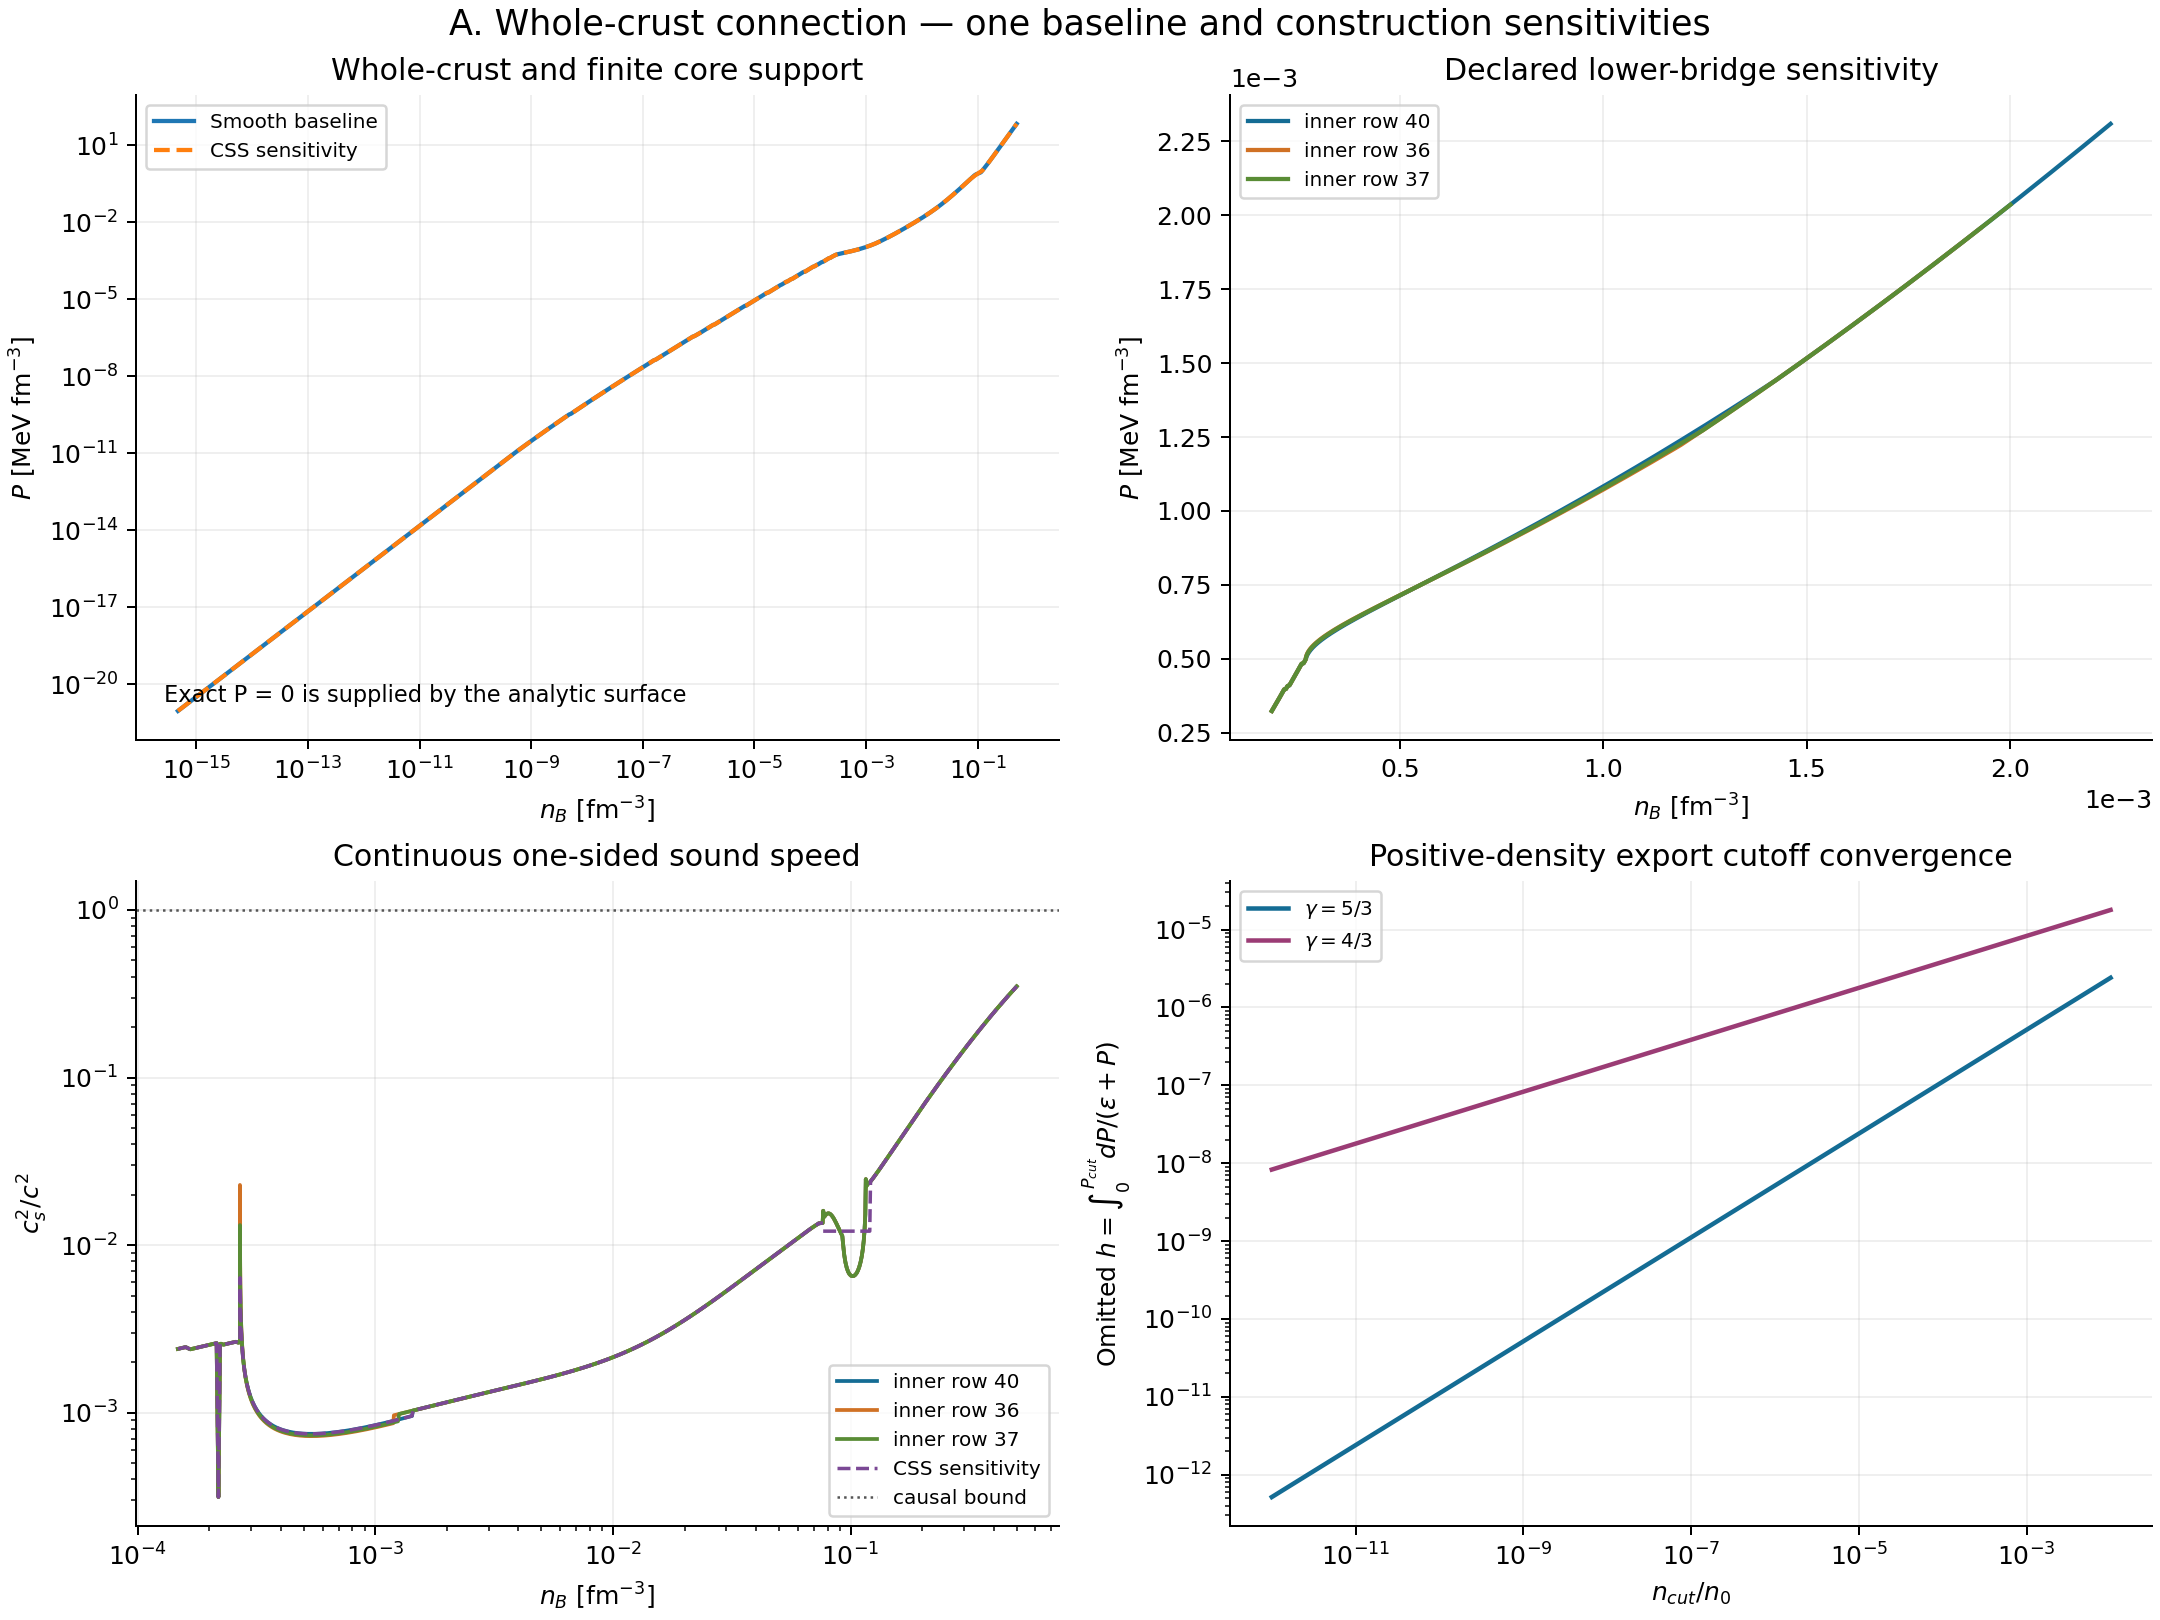 A. Whole-crust connection — one baseline and construction sensitivities
Whole-crust and finite core support
Smooth baseline
CSS sensitivity
10^1
10^−2
10^−5
10^−8
10^−11
10^−14
10^−17
10^−20
P [MeV fm^−3]
Exact P = 0 is supplied by the analytic surface
10^−15 10^−13 10^−11 10^−9 10^−7 10^−5 10^−3 10^−1
n_B [fm^−3]
Declared lower-bridge sensitivity
1e−3
inner row 40
inner row 36
inner row 37
2.25
2.00
1.75
1.50
1.25
1.00
0.75
0.50
0.25
P [MeV fm^−3]
0.5 1.0 1.5 2.0
1e−3
n_B [fm^−3]
Continuous one-sided sound speed
10^0
10^−1
10^−2
10^−3
c_s^2/c^2
inner row 40
inner row 36
inner row 37
CSS sensitivity
causal bound
10^−4 10^−3 10^−2 10^−1
n_B [fm^−3]
Positive-density export cutoff convergence
γ = 5/3
γ = 4/3
10^−5
10^−6
10^−7
10^−8
10^−9
10^−10
10^−11
10^−12
Omitted h = ∫_0^{P_cut} dP/(ε + P)
10^−11 10^−9 10^−7 10^−5 10^−3
n_cut/n_0